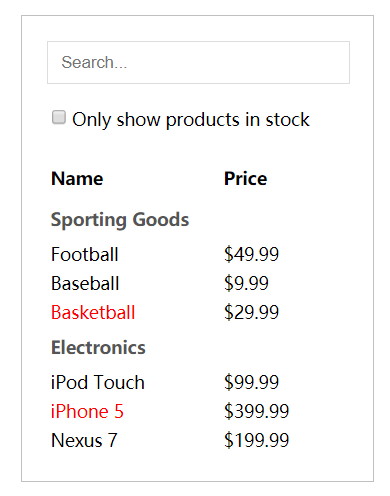 Search...
Only show products in stock
Name Price
Sporting Goods
Football $49.99
Baseball $9.99
Basketball $29.99
Electronics
iPod Touch $99.99
iPhone 5 $399.99
Nexus 7 $199.99